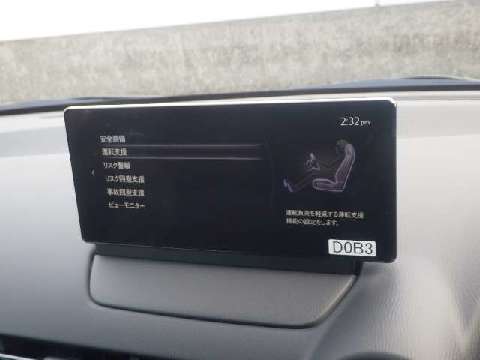 2:32 pm
安全装備
運転支援
リスク警報
リスク回避支援
事故回避支援
ビューモニター
運転負荷を軽減する運転支援
機能の設定をします。
D0B3